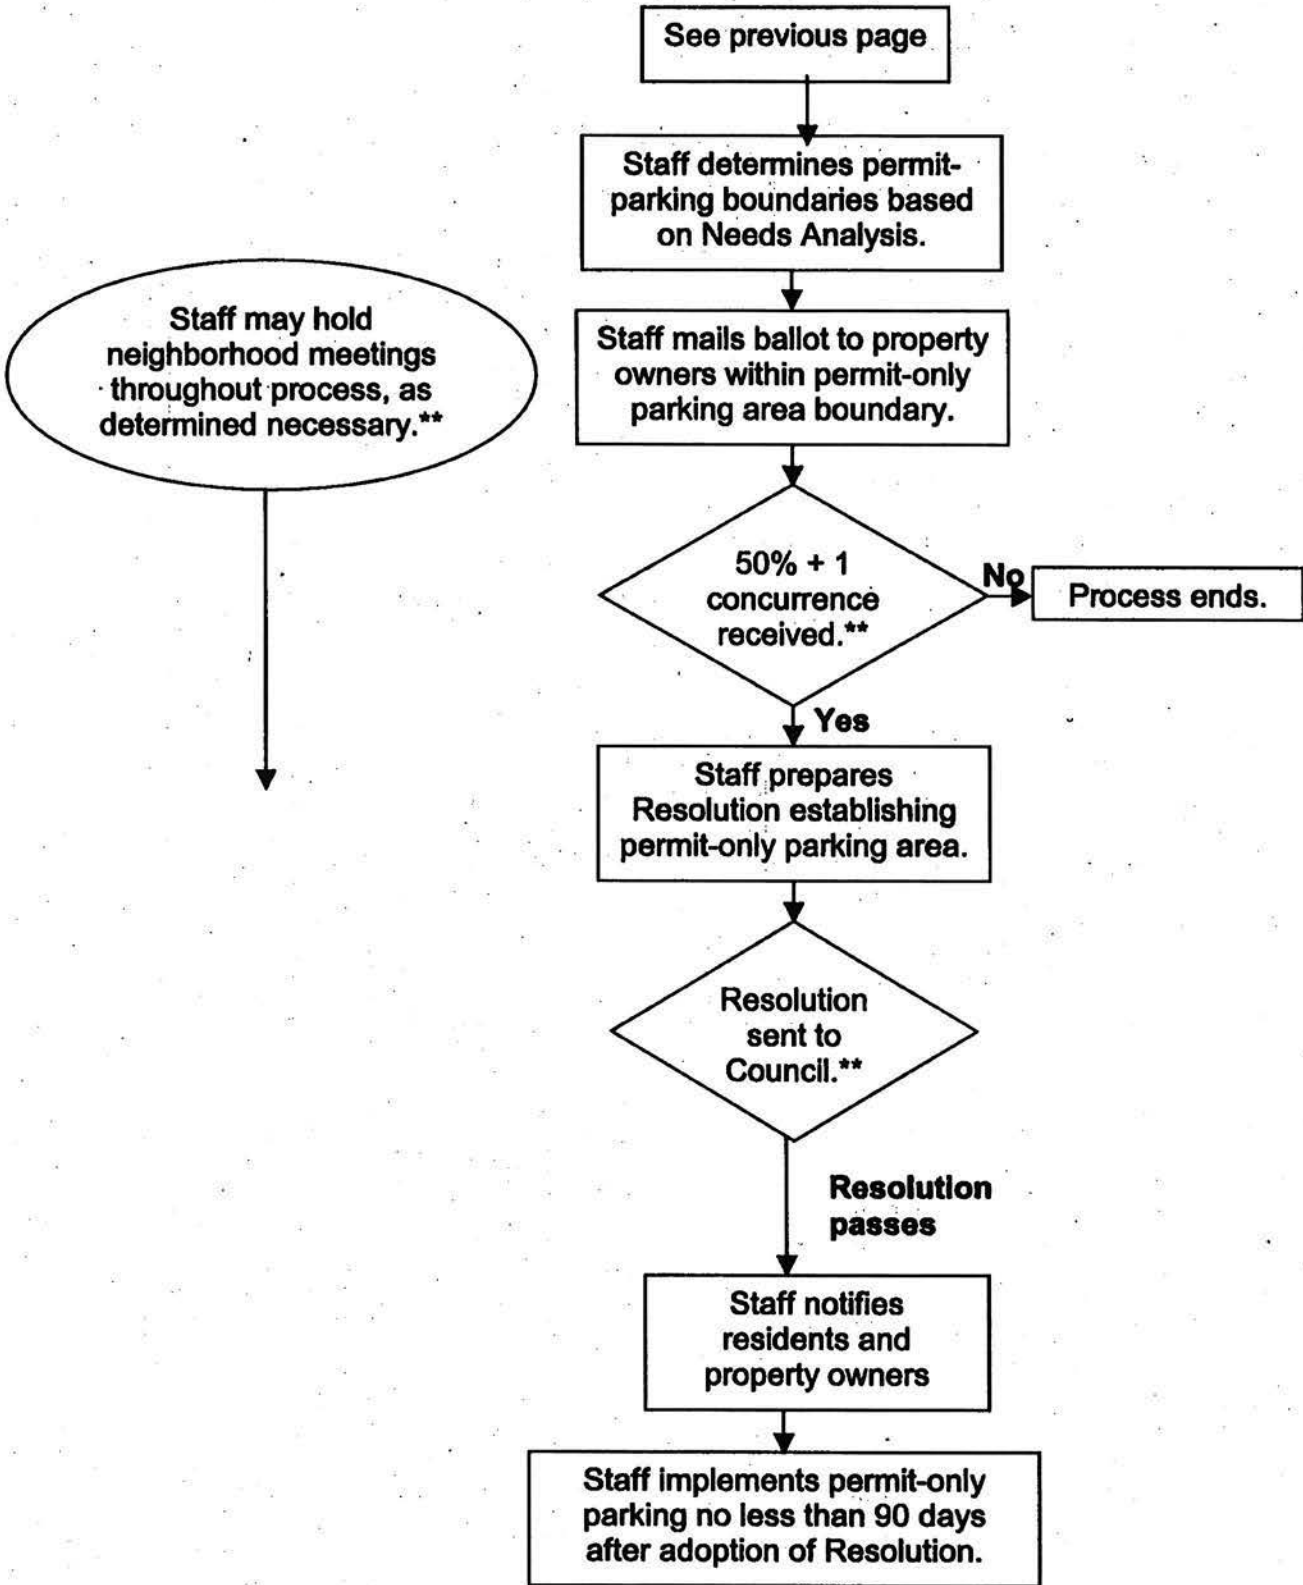 See previous page
Staff determines permit-
parking boundaries based
on Needs Analysis.
Staff may hold
neighborhood meetings
throughout process, as
determined necessary.**
Staff mails ballot to property
owners within permit-only
parking area boundary.
50% + 1
concurrence
received.**
No
Process ends.
Yes
Staff prepares
Resolution establishing
permit-only parking area.
Resolution
sent to
Council.**
Resolution
passes
Staff notifies
residents and
property owners
Staff implements permit-only
parking no less than 90 days
after adoption of Resolution.